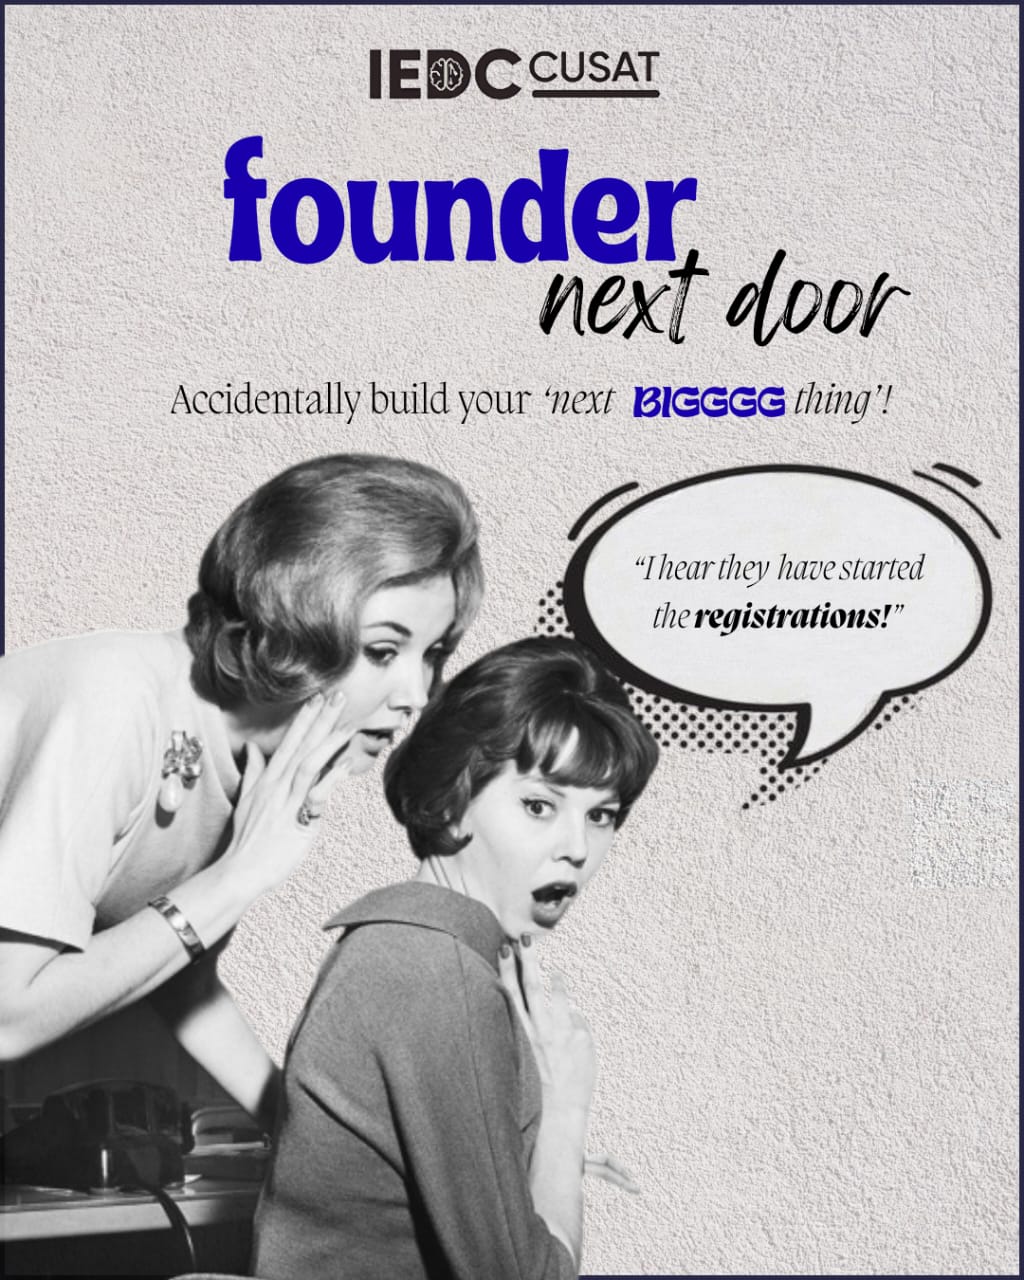 IEDC CUSAT
founder
next door
Accidentally build your ‘next BIGGGG thing’!
“I hear they have started
the registrations!”